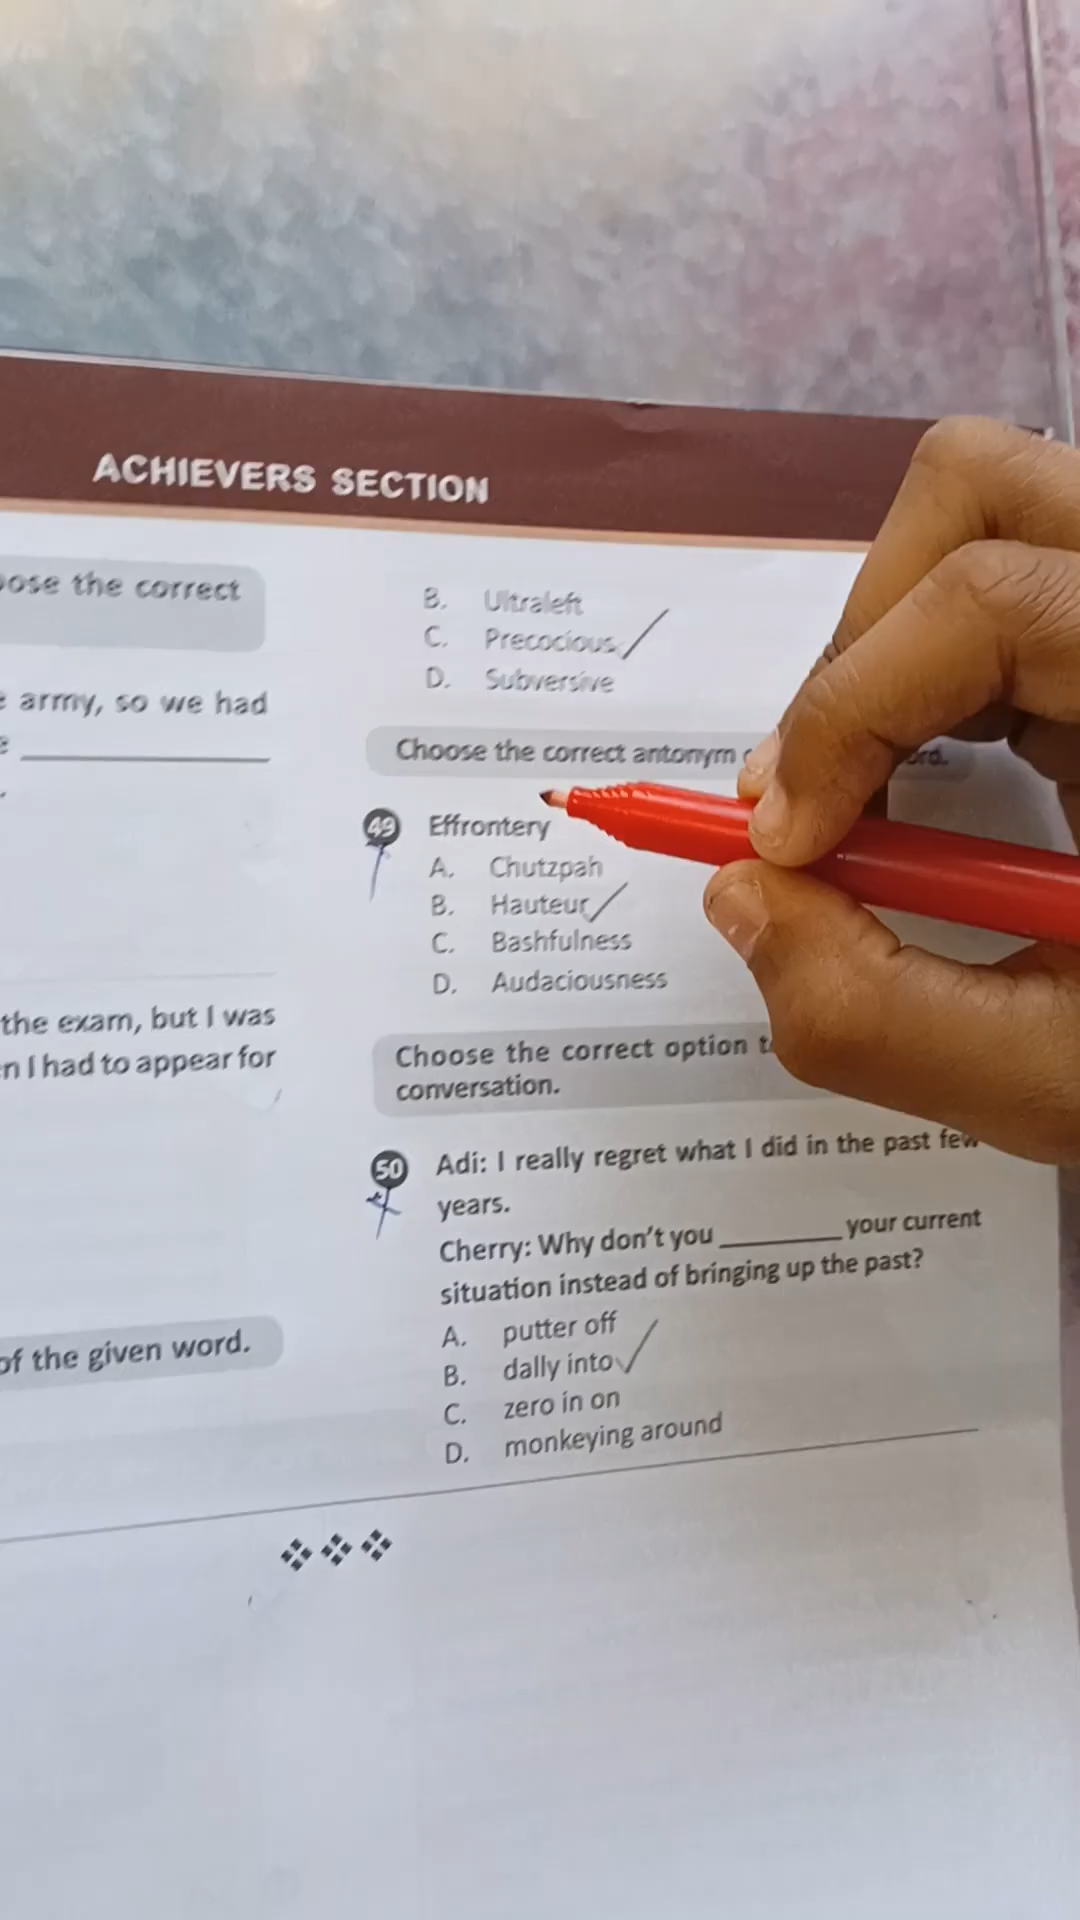 ACHIEVERS SECTION
the correct
army, so we had
the exam, but I was
I had to appear for
of the given word.
B. Ultraleft
C. Precocious
D. Subversive
Choose the correct antonym
49 Effrontery
A. Chutzpah
B. Hauteur
C. Bashfulness
D. Audaciousness
Choose the correct option
conversation.
50 Adi: I really regret what I did in the past few
years.
Cherry: Why don't you ________ your current
situation instead of bringing up the past?
A. putter off
B. dally into
C. zero in on
D. monkeying around